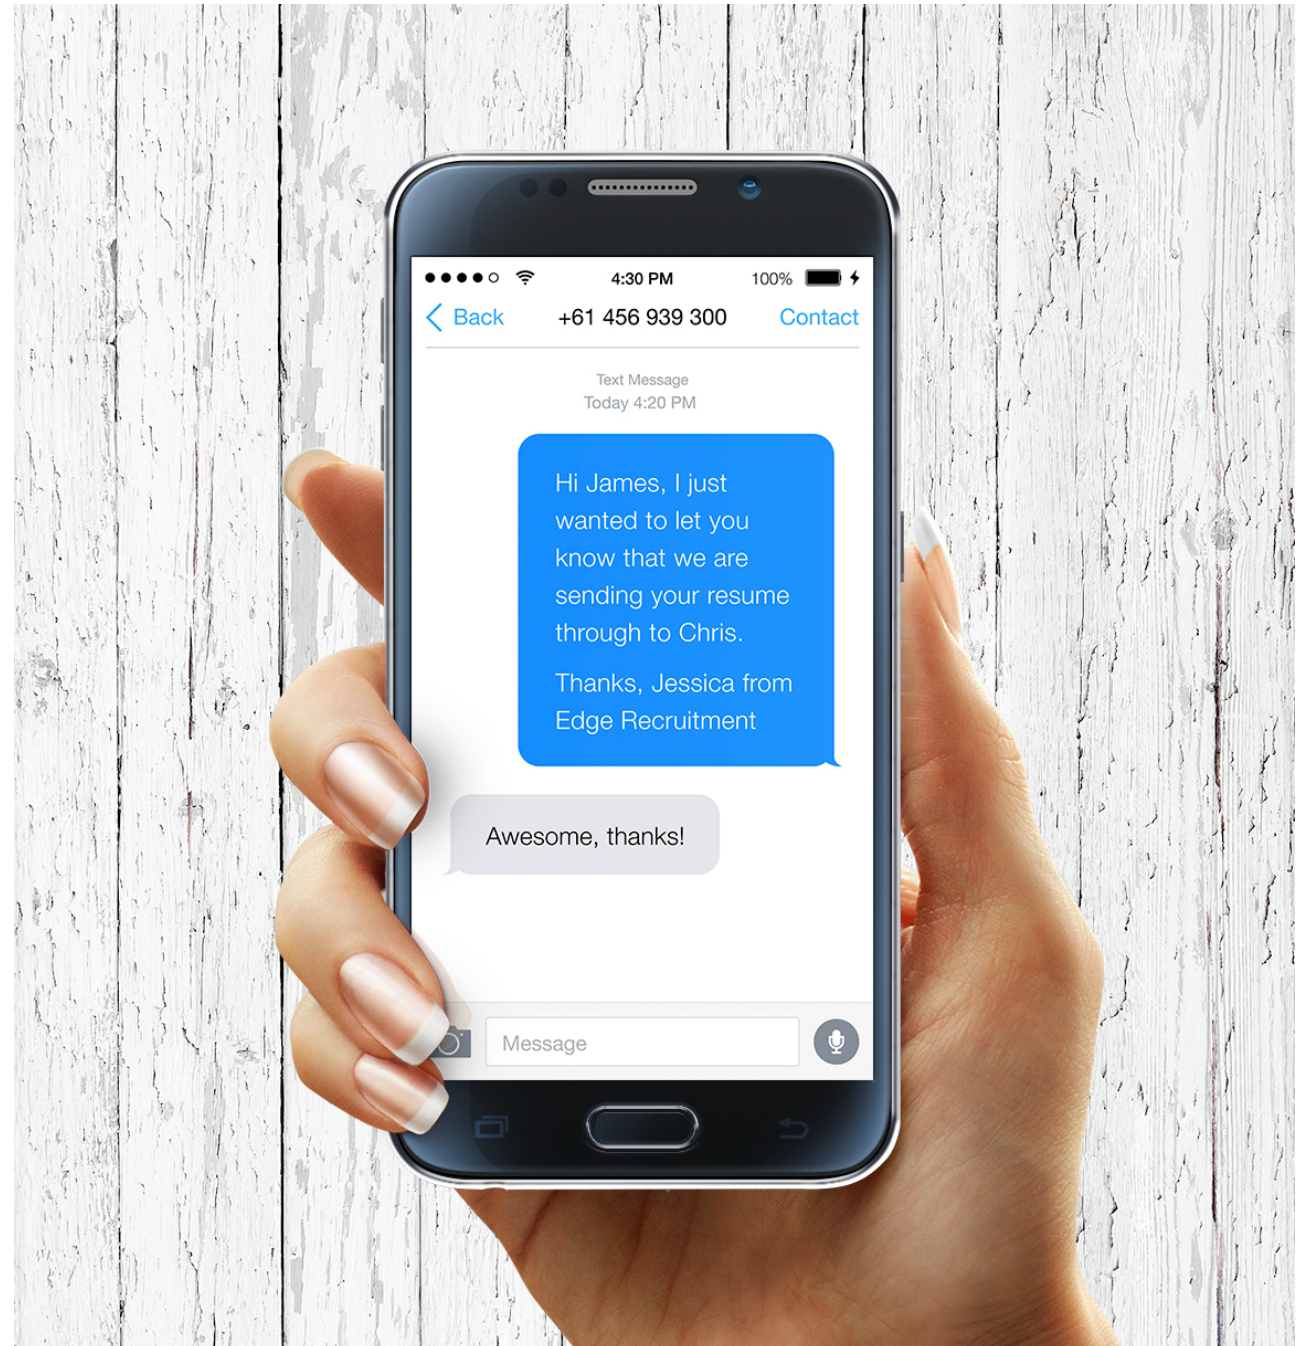 4:30 PM
100%
Back
+61 456 939 300
Contact
Text Message
Today 4:20 PM
Hi James, I just
wanted to let you
know that we are
sending your resume
through to Chris.
Thanks, Jessica from
Edge Recruitment
Awesome, thanks!
Message